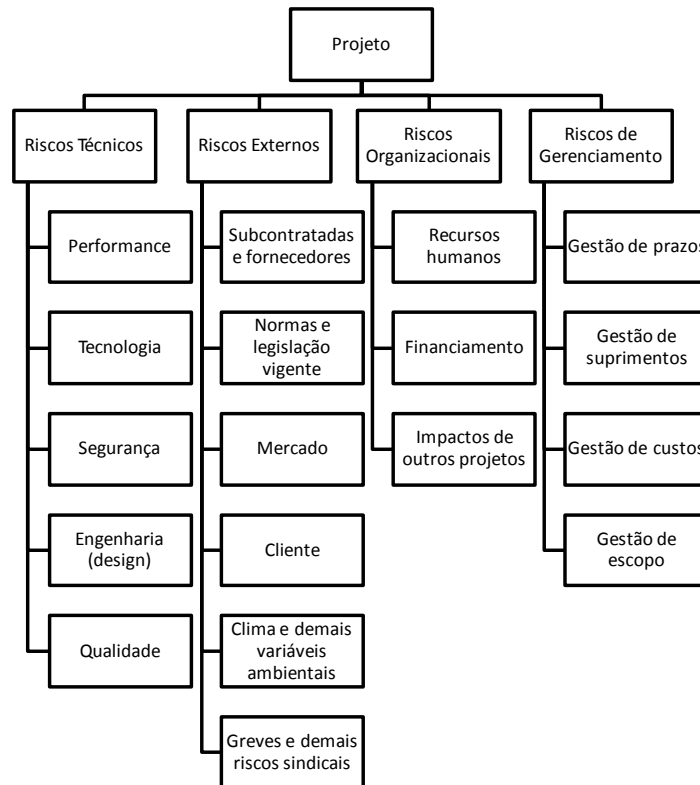 Projeto
Riscos Técnicos
Riscos Externos
Riscos
Organizacionais
Riscos de
Gerenciamento
Performance
Tecnologia
Segurança
Engenharia
(design)
Qualidade
Subcontratadas
e fornecedores
Normas e
legislação
vigente
Mercado
Cliente
Clima e demais
variáveis
ambientais
Greves e demais
riscos sindicais
Recursos
humanos
Financiamento
Impactos de
outros projetos
Gestão de prazos
Gestão de
suprimentos
Gestão de custos
Gestão de
escopo